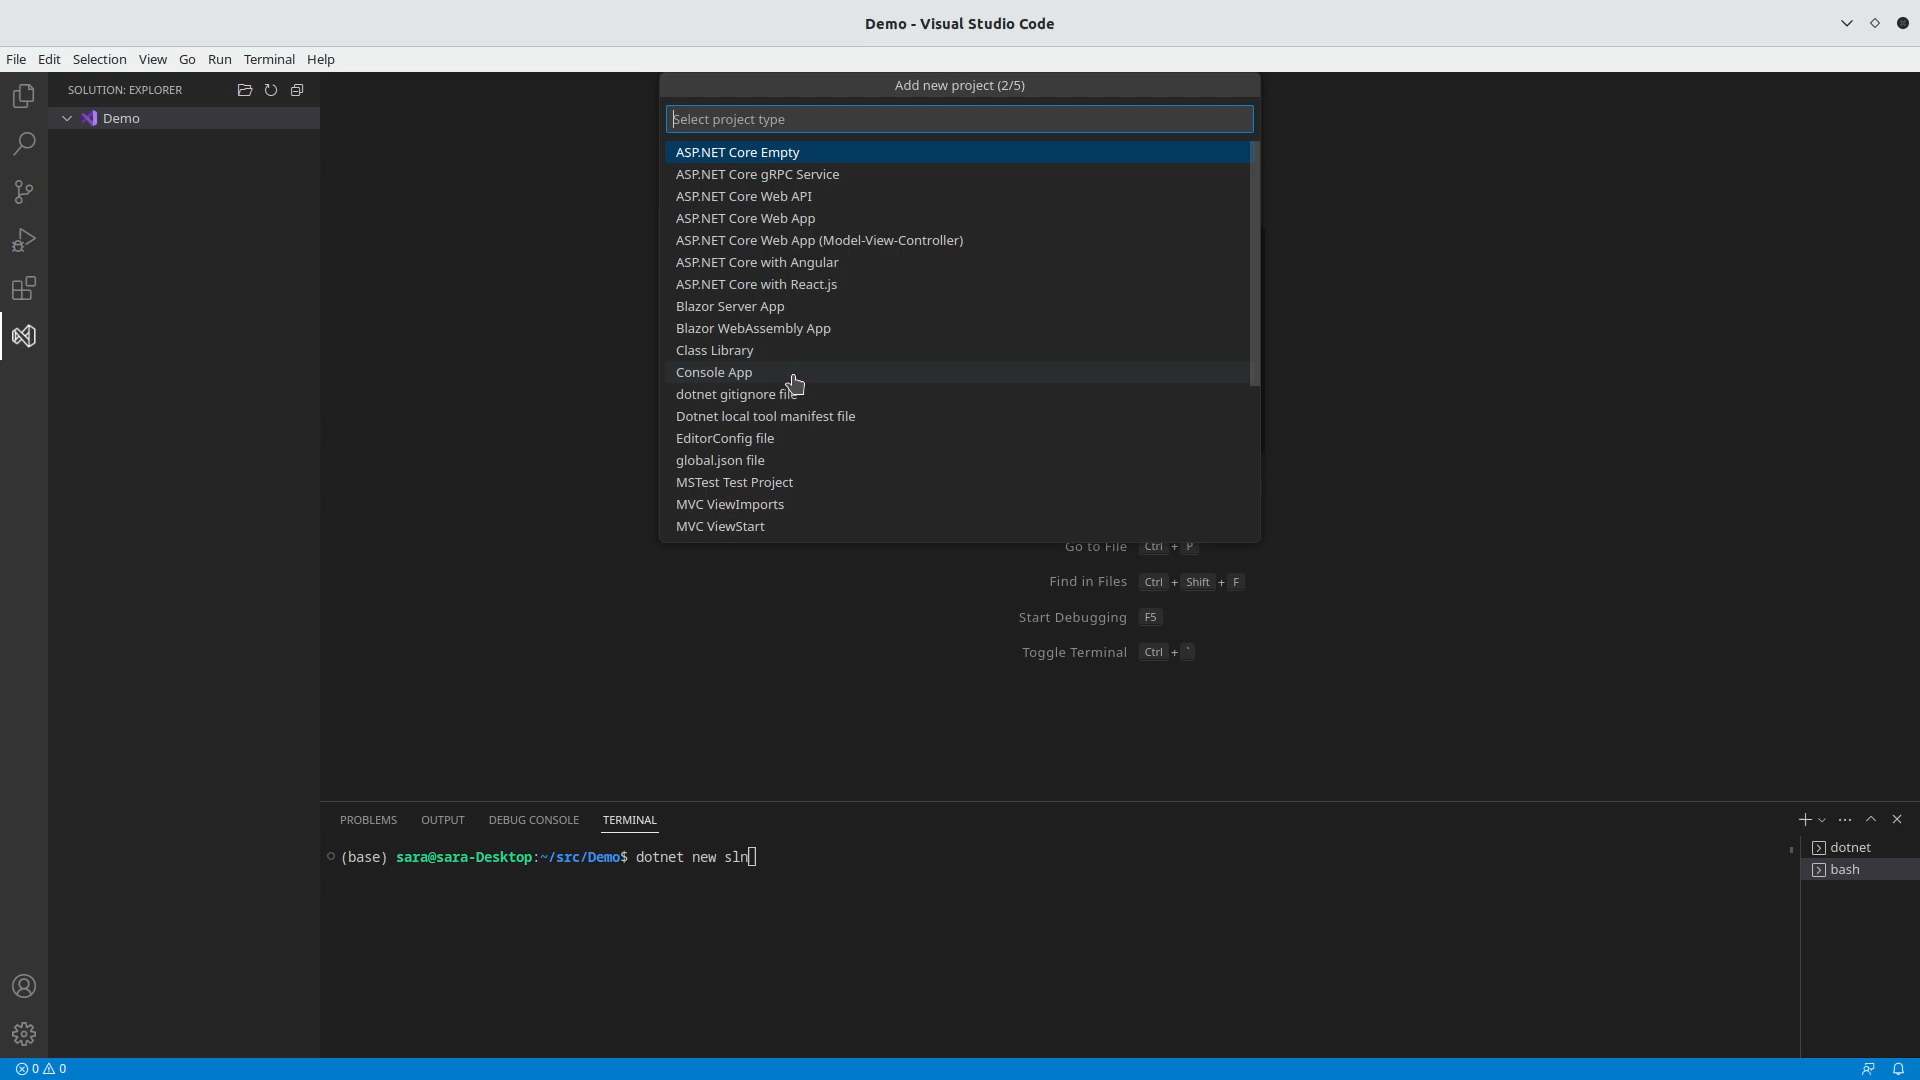 Demo - Visual Studio Code
File Edit Selection View Go Run Terminal Help
SOLUTION: EXPLORER
Demo
Add new project (2/5)
Select project type
ASP.NET Core Empty
ASP.NET Core gRPC Service
ASP.NET Core Web API
ASP.NET Core Web App
ASP.NET Core Web App (Model-View-Controller)
ASP.NET Core with Angular
ASP.NET Core with React.js
Blazor Server App
Blazor WebAssembly App
Class Library
Console App
dotnet gitignore file
Dotnet local tool manifest file
EditorConfig file
global.json file
MSTest Test Project
MVC ViewImports
MVC ViewStart
Go to File Ctrl + P
Find in Files Ctrl + Shift + F
Start Debugging F5
Toggle Terminal Ctrl + `
PROBLEMS OUTPUT DEBUG CONSOLE TERMINAL
(base) sara@sara-Desktop:~/src/Demo$ dotnet new sln
dotnet
bash
0 0